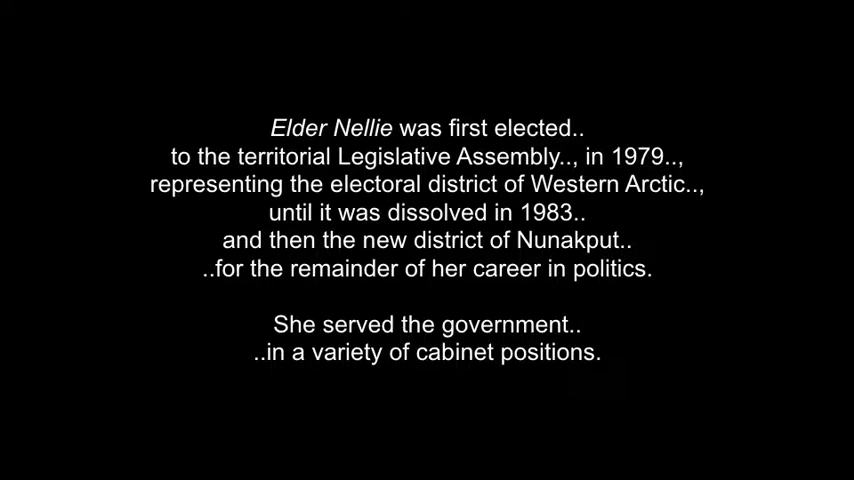 Elder Nellie was first elected..
to the territorial Legislative Assembly.., in 1979..,
representing the electoral district of Western Arctic..,
until it was dissolved in 1983..
and then the new district of Nunakput..
..for the remainder of her career in politics.
She served the government..
..in a variety of cabinet positions.